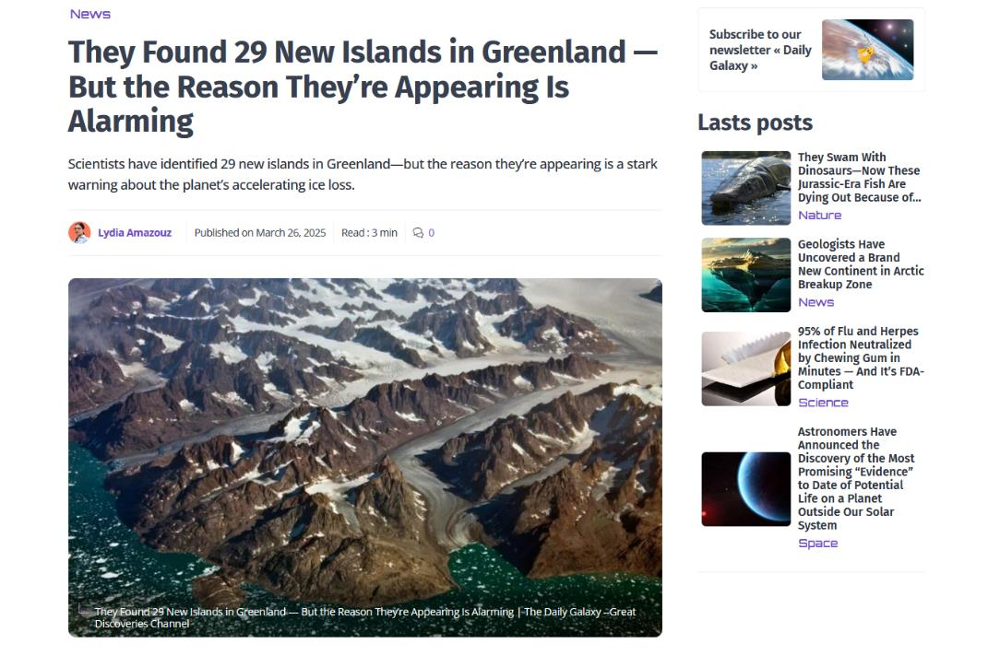 News
They Found 29 New Islands in Greenland —
But the Reason They’re Appearing Is
Alarming
Scientists have identified 29 new islands in Greenland—but the reason they’re appearing is a stark
warning about the planet’s accelerating ice loss.
Lydia Amazouz
Published on March 26, 2025
Read : 3 min
0
They Found 29 New Islands in Greenland — But the Reason They’re Appearing Is Alarming | The Daily Galaxy --Great
Discoveries Channel
Subscribe to our
newsletter « Daily
Galaxy »
Lasts posts
They Swam With
Dinosaurs—Now These
Jurassic-Era Fish Are
Dying Out Because of...
Nature
Geologists Have
Uncovered a Brand
New Continent in Arctic
Breakup Zone
News
95% of Flu and Herpes
Infection Neutralized
by Chewing Gum in
Minutes — And It’s FDA-
Compliant
Science
Astronomers Have
Announced the
Discovery of the Most
Promising “Evidence”
to Date of Potential
Life on a Planet
Outside Our Solar
System
Space